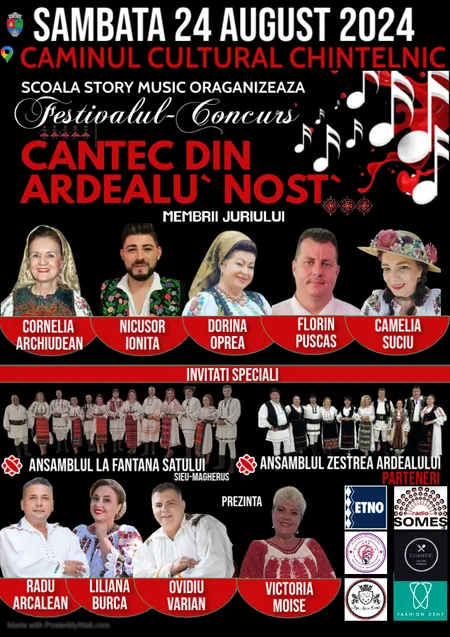 SAMBATA 24 AUGUST 2024
CAMINUL CULTURAL CHINTELNIC
SCOALA STORY MUSIC ORAGANIZEAZA
Festivalul-Concurs
CANTEC DIN
ARDEALU` NOST`
MEMBRII JURIULUI
CORNELIA
ARCHIUDEAN
NICUSOR
IONITA
DORINA
OPREA
FLORIN
PUSCAS
CAMELIA
SUCIU
INVITATI SPECIALI
ANSAMBLUL LA FANTANA SATULUI
SIEU-MAGHERUS
ANSAMBLUL ZESTREA ARDEALULUI
PARTENERI
PREZINTA
RADU
ARCALEAN
LILIANA
BURCA
OVIDIU
VARIAN
VICTORIA
MOISE
ETNO
radio
SOMES
FASHION DENT
Made with PosterMyWall.com